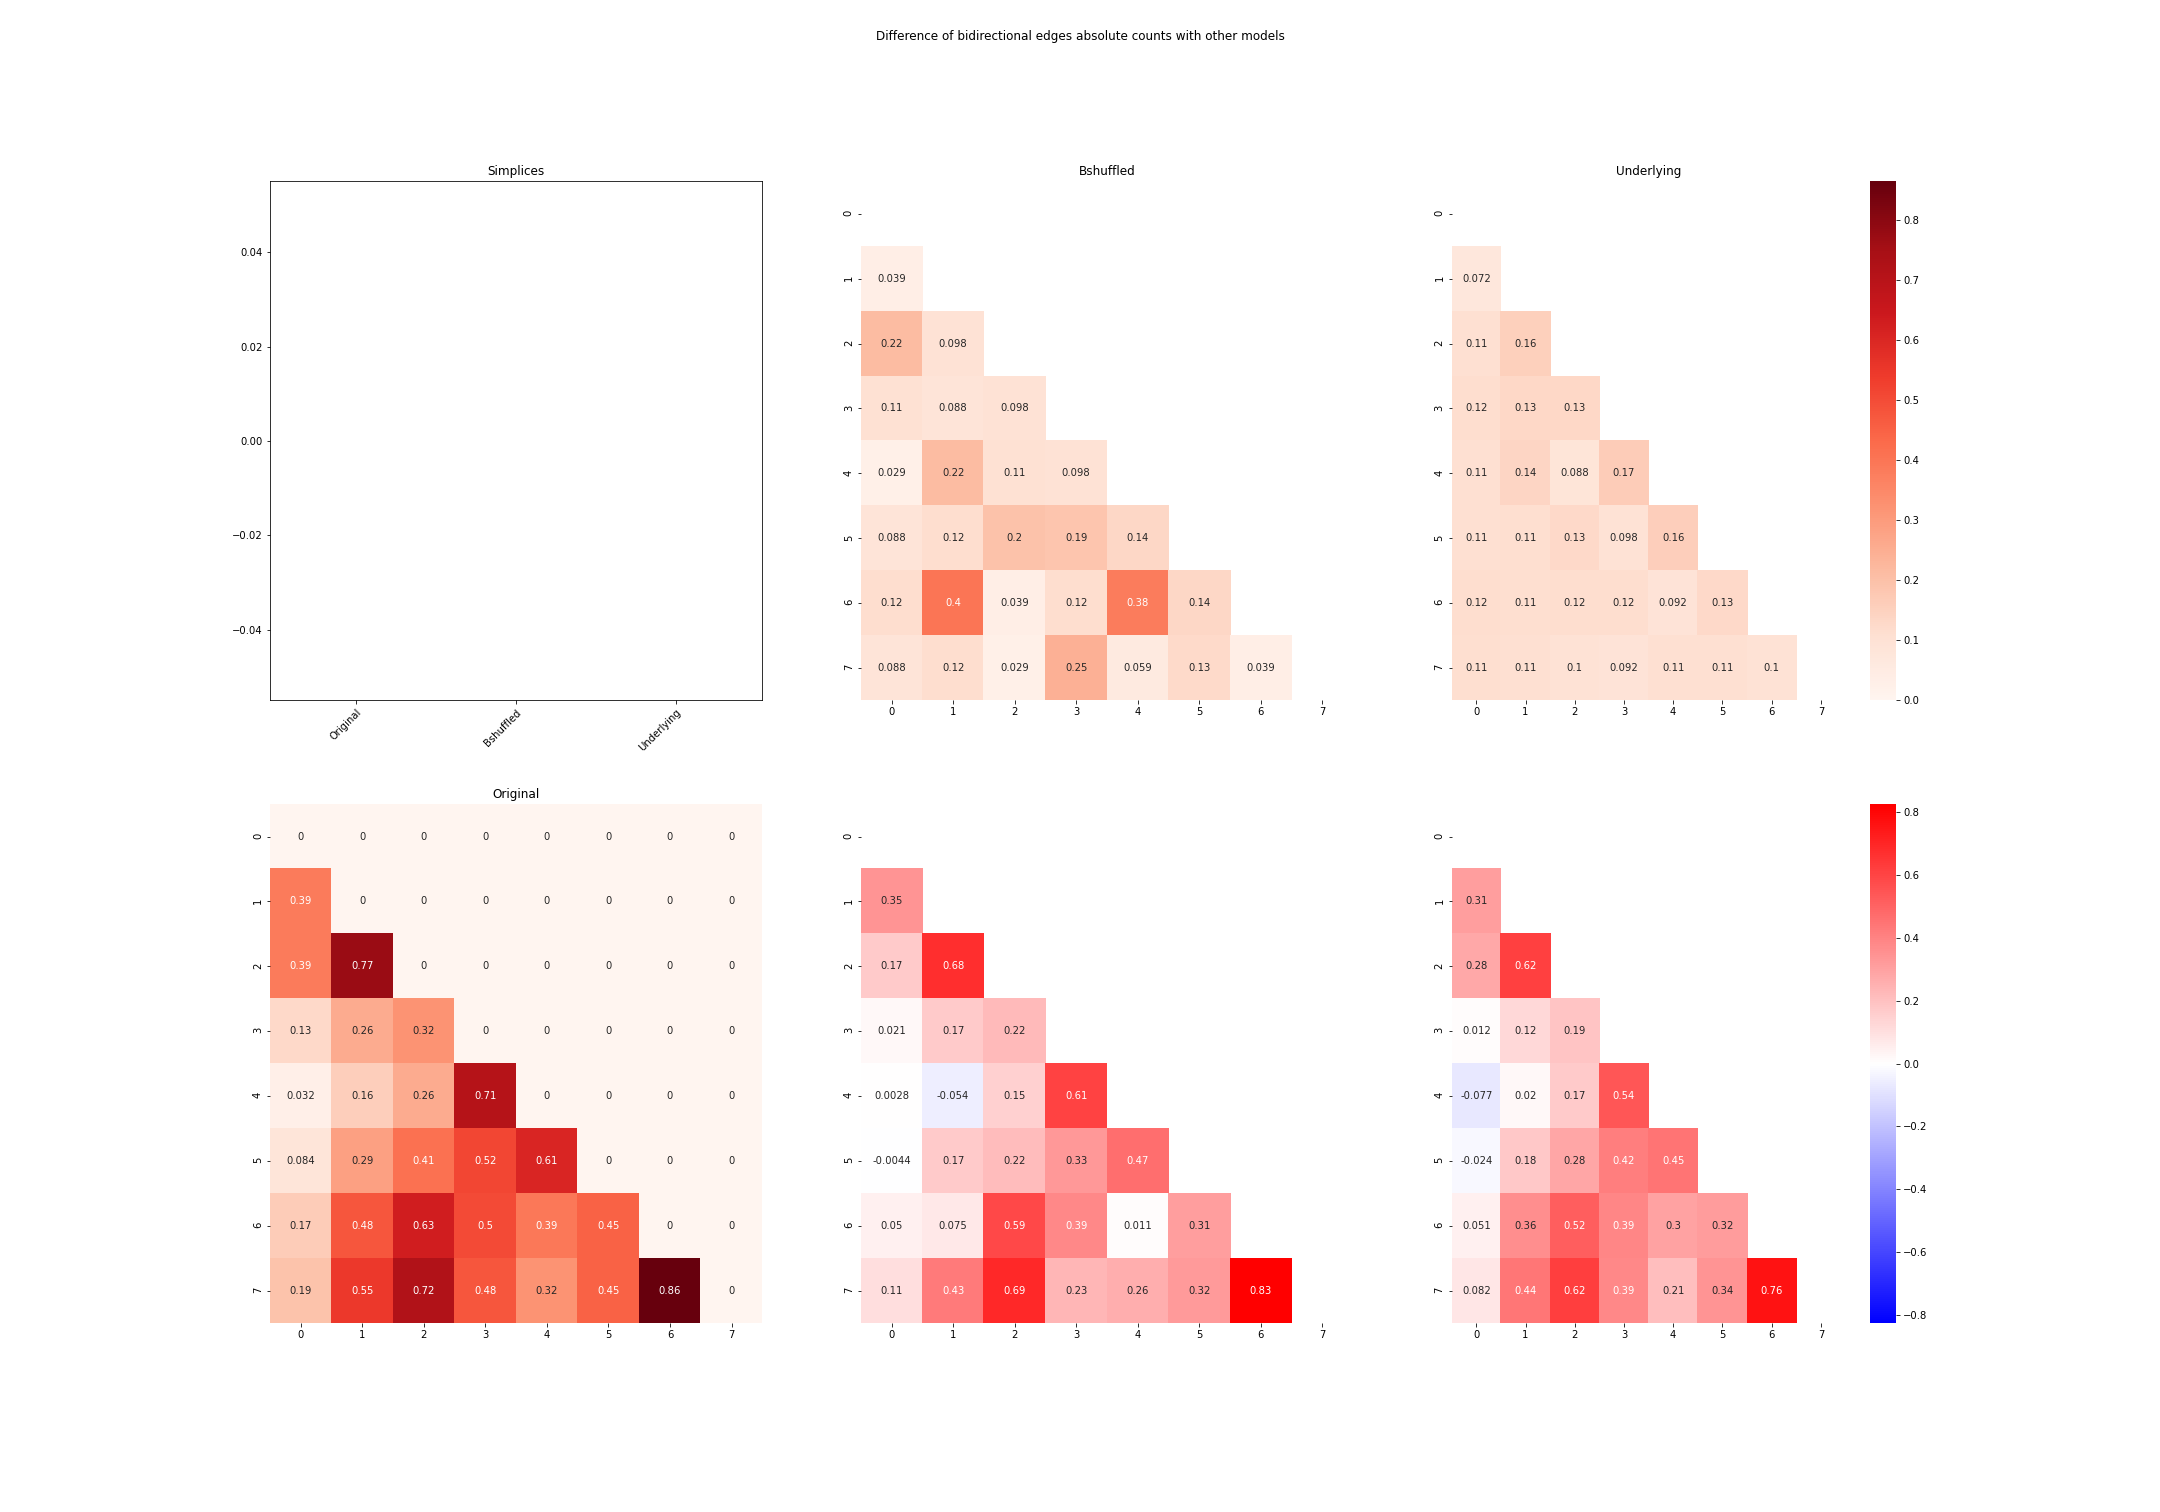 Difference of bidirectional edges absolute counts with other models
Simplices
0.04
0.02
0.00
−0.02
−0.04
Original Bshuffled Underlying
Bshuffled
0
1 0.039
2 0.22 0.098
3 0.11 0.088 0.098
4 0.029 0.22 0.11 0.098
5 0.088 0.12 0.2 0.19 0.14
6 0.12 0.4 0.039 0.12 0.38 0.14
7 0.088 0.12 0.029 0.25 0.059 0.13 0.039
0 1 2 3 4 5 6 7
Underlying
0
1 0.072
2 0.11 0.16
3 0.12 0.13 0.13
4 0.11 0.14 0.088 0.17
5 0.11 0.11 0.13 0.098 0.16
6 0.12 0.11 0.12 0.12 0.092 0.13
7 0.11 0.11 0.1 0.092 0.11 0.11 0.1
0 1 2 3 4 5 6 7
0.8
0.7
0.6
0.5
0.4
0.3
0.2
0.1
0.0
Original
0 0 0 0 0 0 0 0 0
1 0.39 0 0 0 0 0 0 0
2 0.39 0.77 0 0 0 0 0 0
3 0.13 0.26 0.32 0 0 0 0 0
4 0.032 0.16 0.26 0.71 0 0 0 0
5 0.084 0.29 0.41 0.52 0.61 0 0 0
6 0.17 0.48 0.63 0.5 0.39 0.45 0 0
7 0.19 0.55 0.72 0.48 0.32 0.45 0.86 0
0 1 2 3 4 5 6 7
0
1 0.35
2 0.17 0.68
3 0.021 0.17 0.22
4 0.0028 -0.054 0.15 0.61
5 -0.0044 0.17 0.22 0.33 0.47
6 0.05 0.075 0.59 0.39 0.011 0.31
7 0.11 0.43 0.69 0.23 0.26 0.32 0.83
0 1 2 3 4 5 6 7
0
1 0.31
2 0.28 0.62
3 0.012 0.12 0.19
4 -0.077 0.02 0.17 0.54
5 -0.024 0.18 0.28 0.42 0.45
6 0.051 0.36 0.52 0.39 0.3 0.32
7 0.082 0.44 0.62 0.39 0.21 0.34 0.76
0 1 2 3 4 5 6 7
0.8
0.6
0.4
0.2
0.0
−0.2
−0.4
−0.6
−0.8